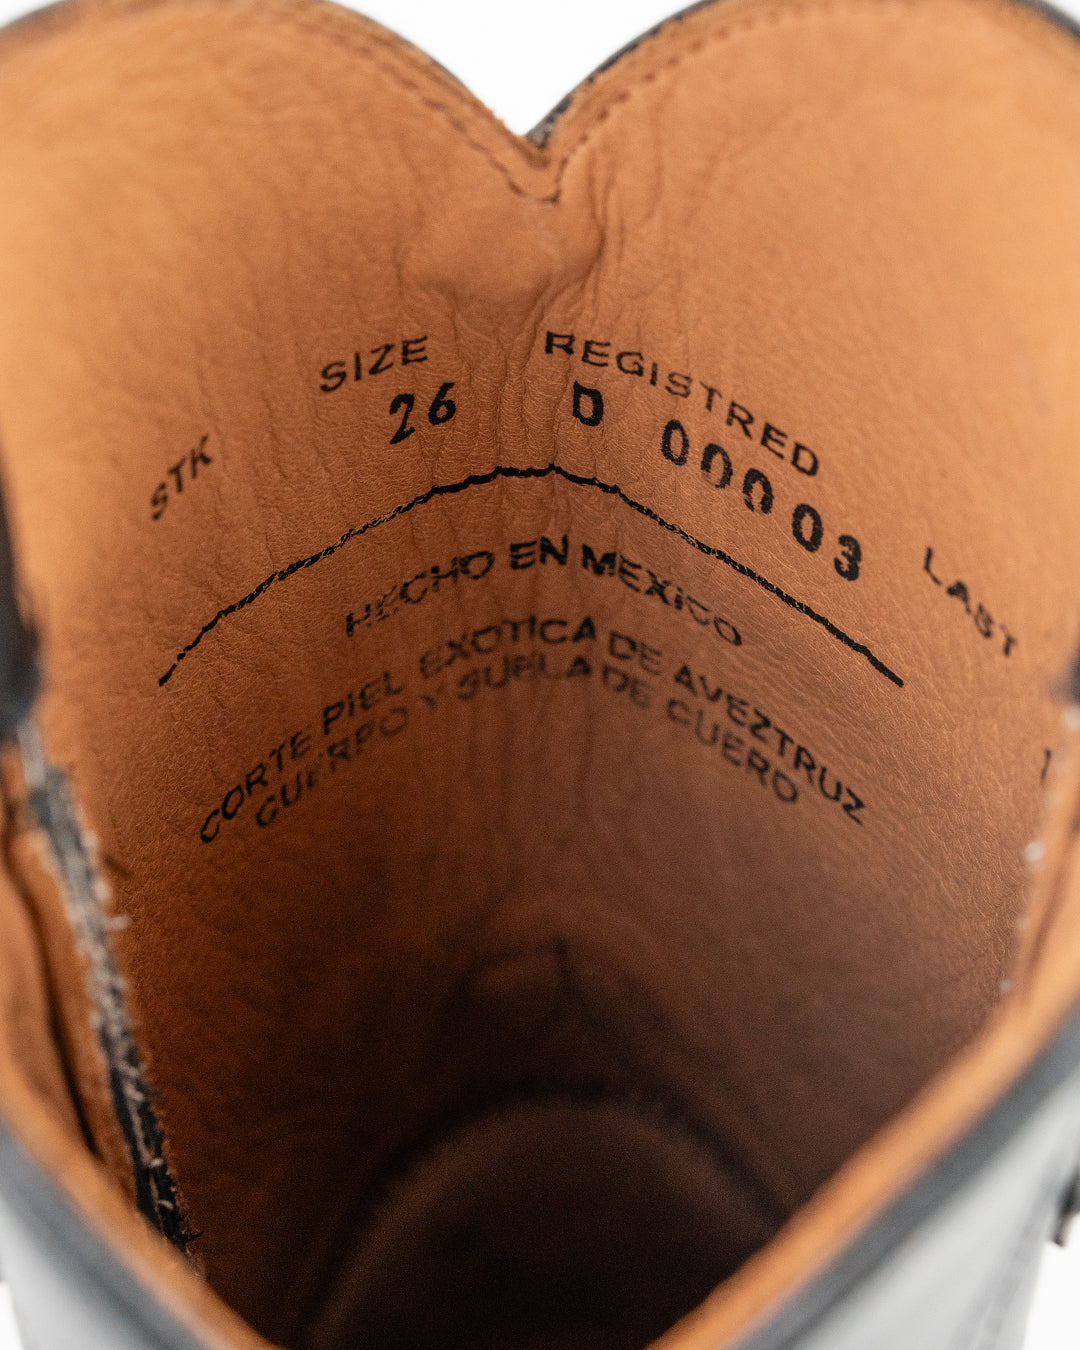 STK SIZE REGISTRED LAST
26 D 00003
HECHO EN MEXICO
CORTE PIEL EXOTICA DE AVEZTRUZ
CUERPO Y SUELA DE CUERO